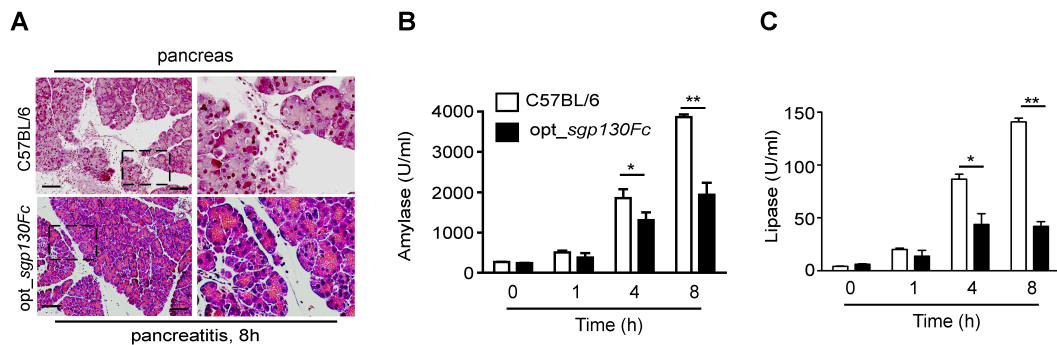 A
pancreas
C57BL/6
opt_sgp130Fc
pancreatitis, 8h
B
C57BL/6
opt_sgp130Fc
Amylase (U/ml)
4000
3000
2000
1000
0
*
**
0 1 4 8
Time (h)
C
Lipase (U/ml)
150
100
50
0
*
**
0 1 4 8
Time (h)